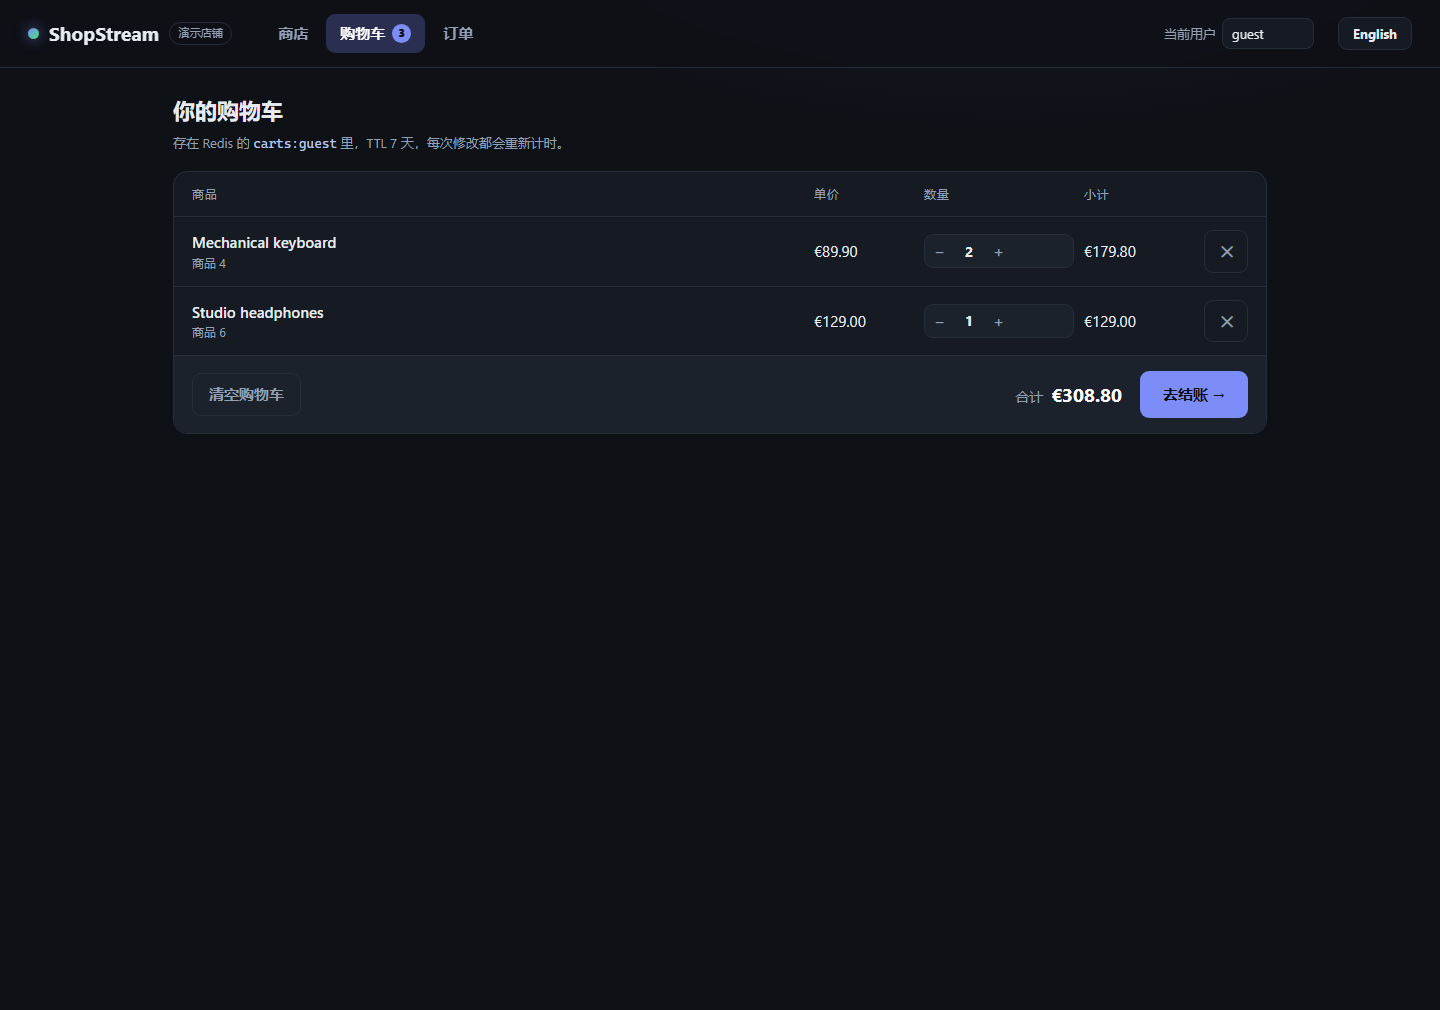 ShopStream 演示店铺 商店 购物车 3 订单 当前用户 guest English
你的购物车
存在 Redis 的 carts:guest 里，TTL 7 天，每次修改都会重新计时。
商品 单价 数量 小计
Mechanical keyboard
商品 4
€89.90 − 2 + €179.80 ✕
Studio headphones
商品 6
€129.00 − 1 + €129.00 ✕
清空购物车 合计 €308.80 去结账 →